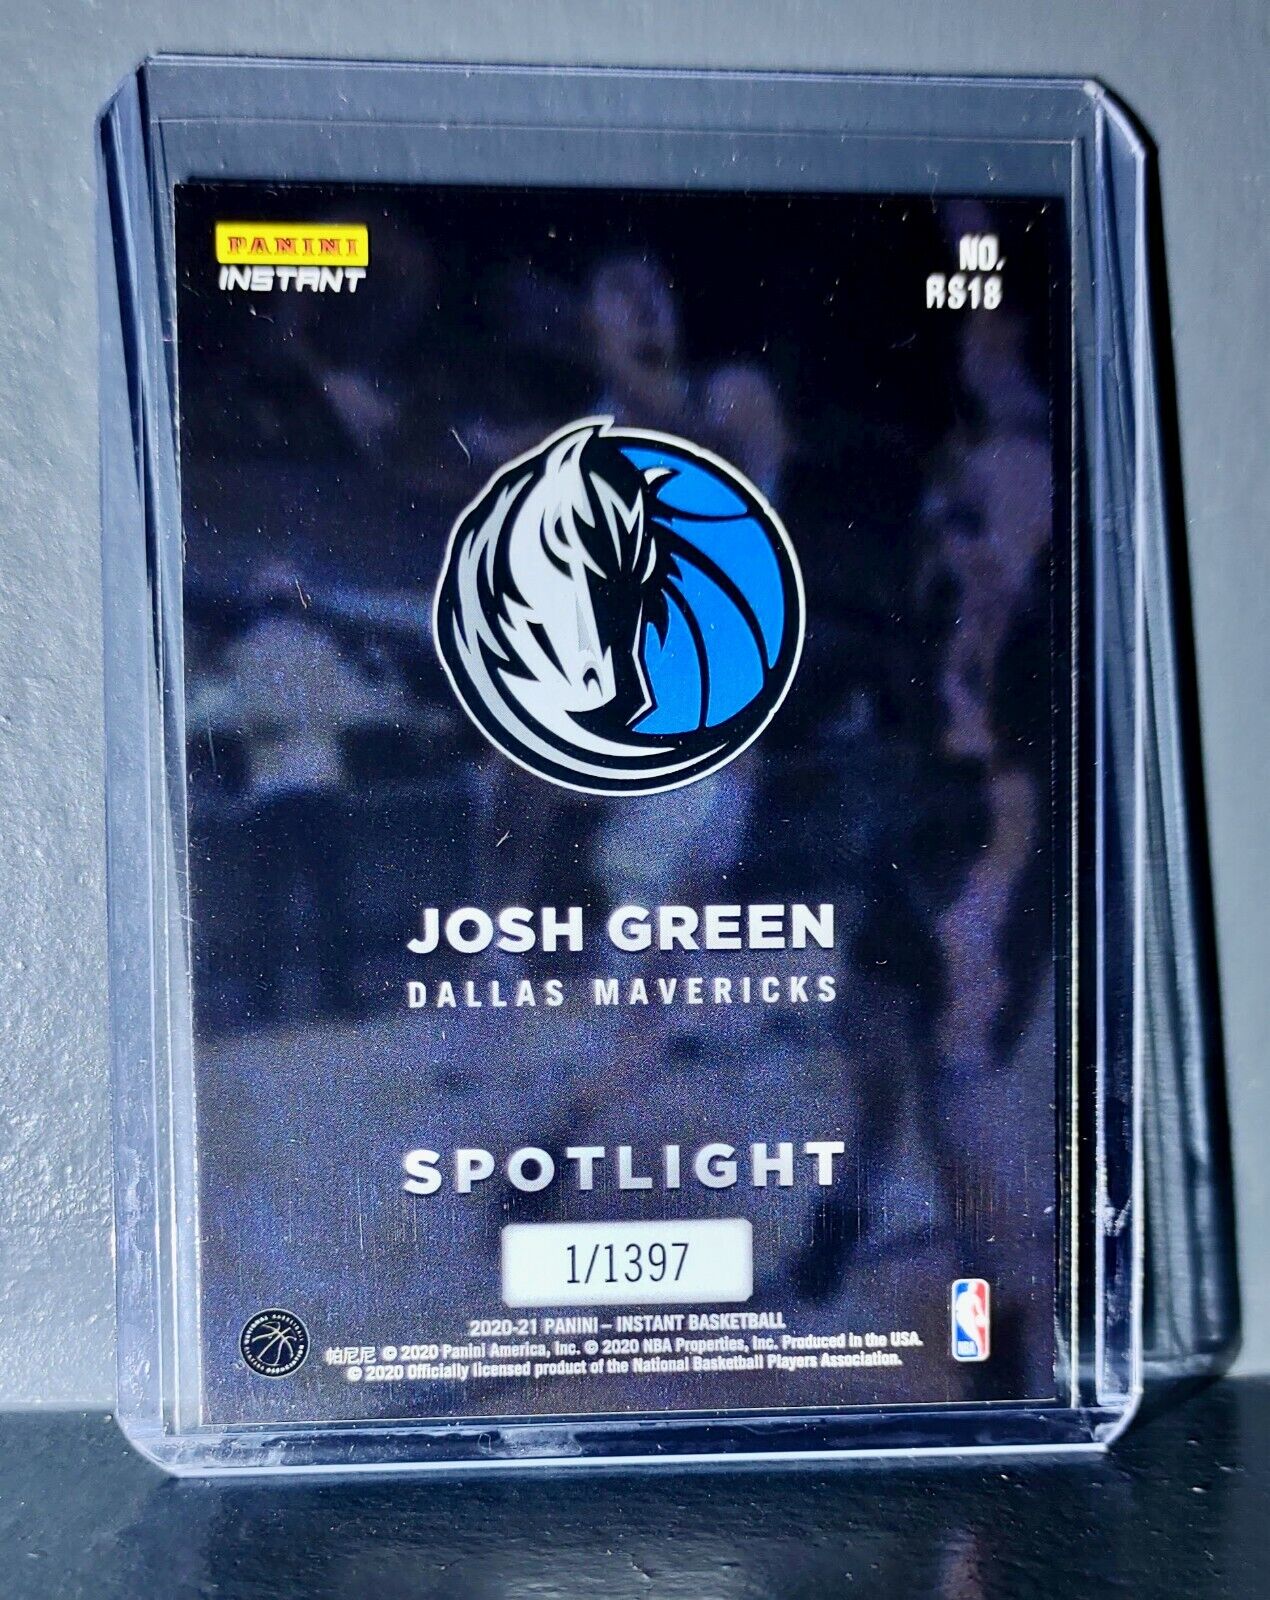 PANINI
INSTANT
NO.
RS18
JOSH GREEN
DALLAS MAVERICKS
SPOTLIGHT
1/1397
2020-21 PANINI – INSTANT BASKETBALL
帕尼尼 © 2020 Panini America, Inc. © 2020 NBA Properties, Inc. Produced in the USA.
© 2020 Officially licensed product of the National Basketball Players Association.
NBA